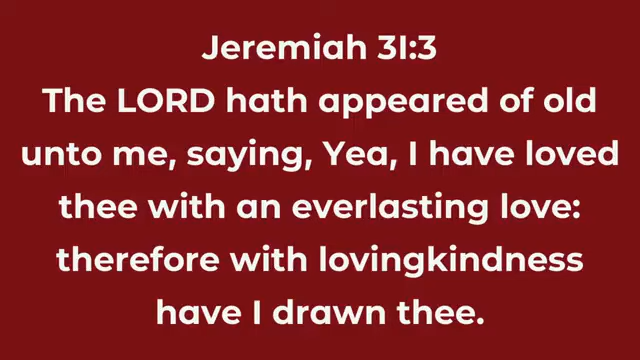 Jeremiah 31:3
The LORD hath appeared of old
unto me, saying, Yea, I have loved
thee with an everlasting love:
therefore with lovingkindness
have I drawn thee.